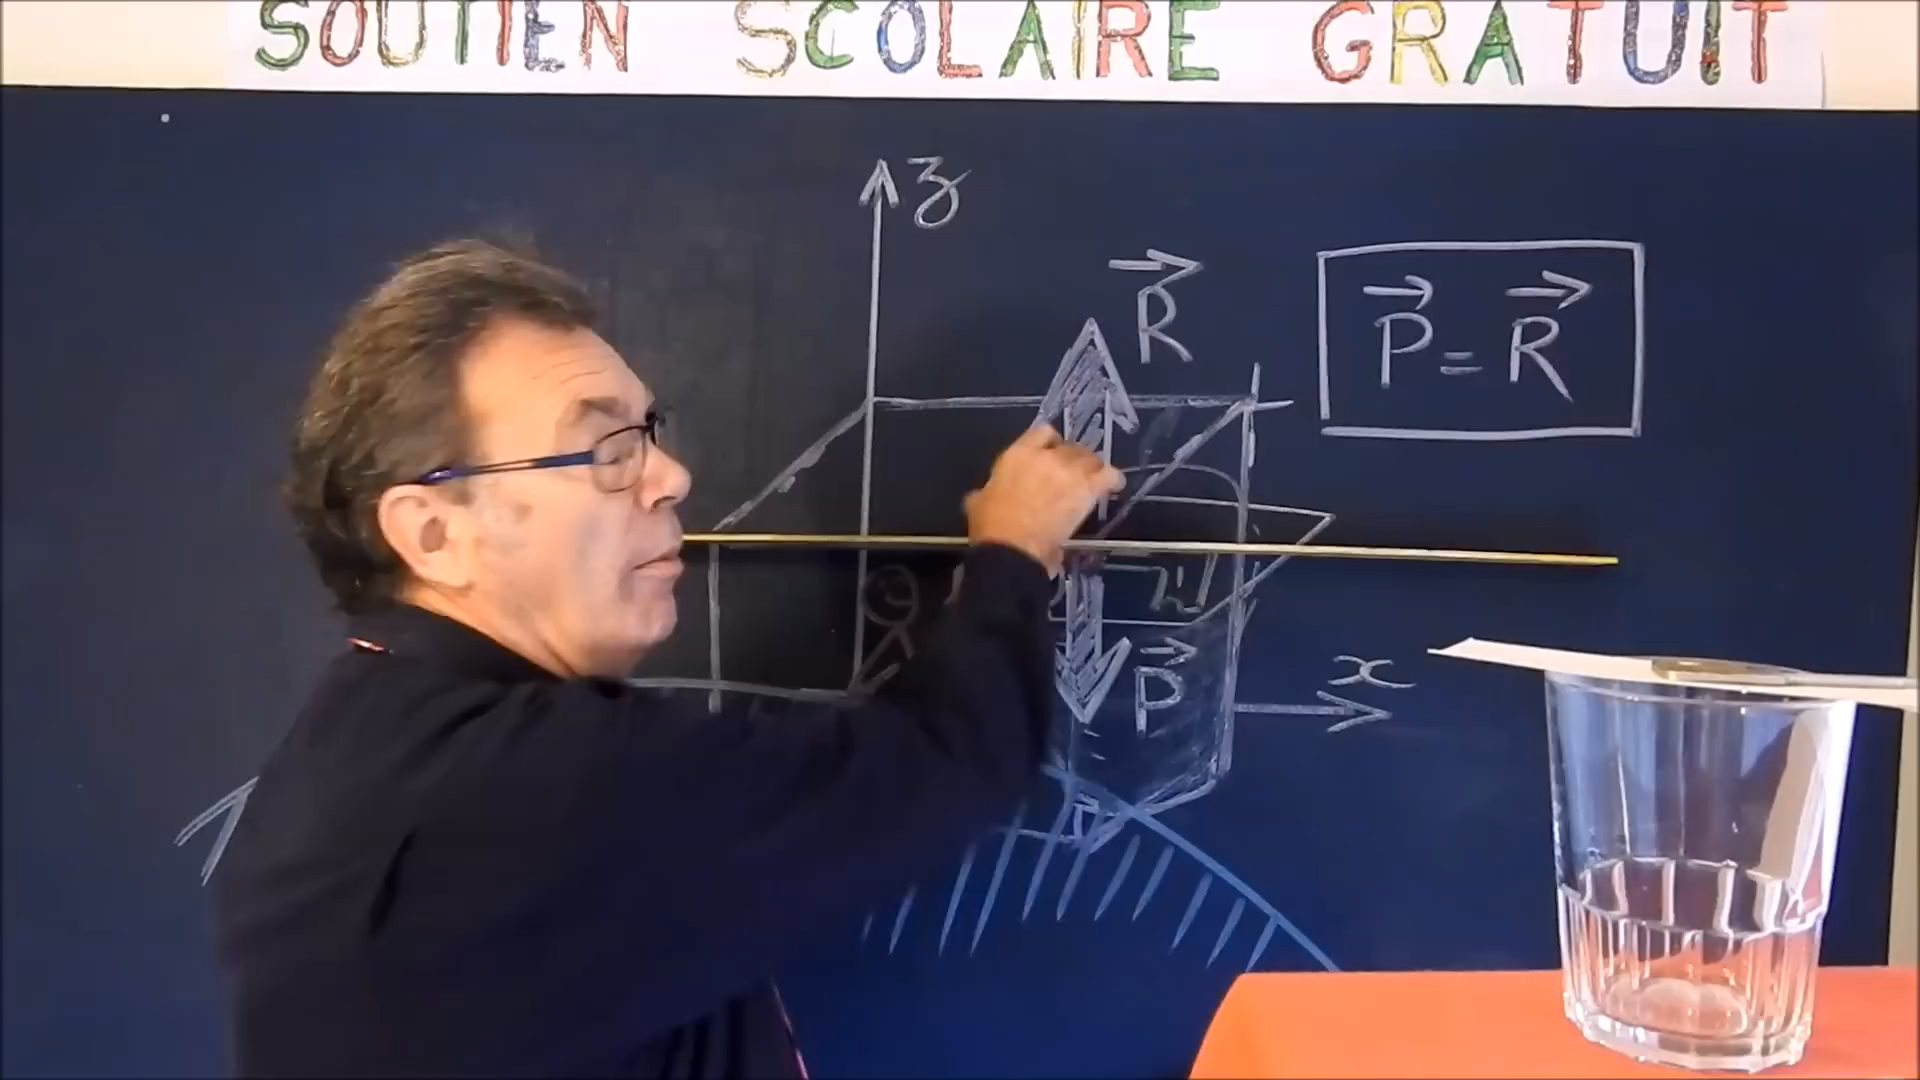 SOUTIEN SCOLAIRE GRATUIT
z
R
P = R
x
P